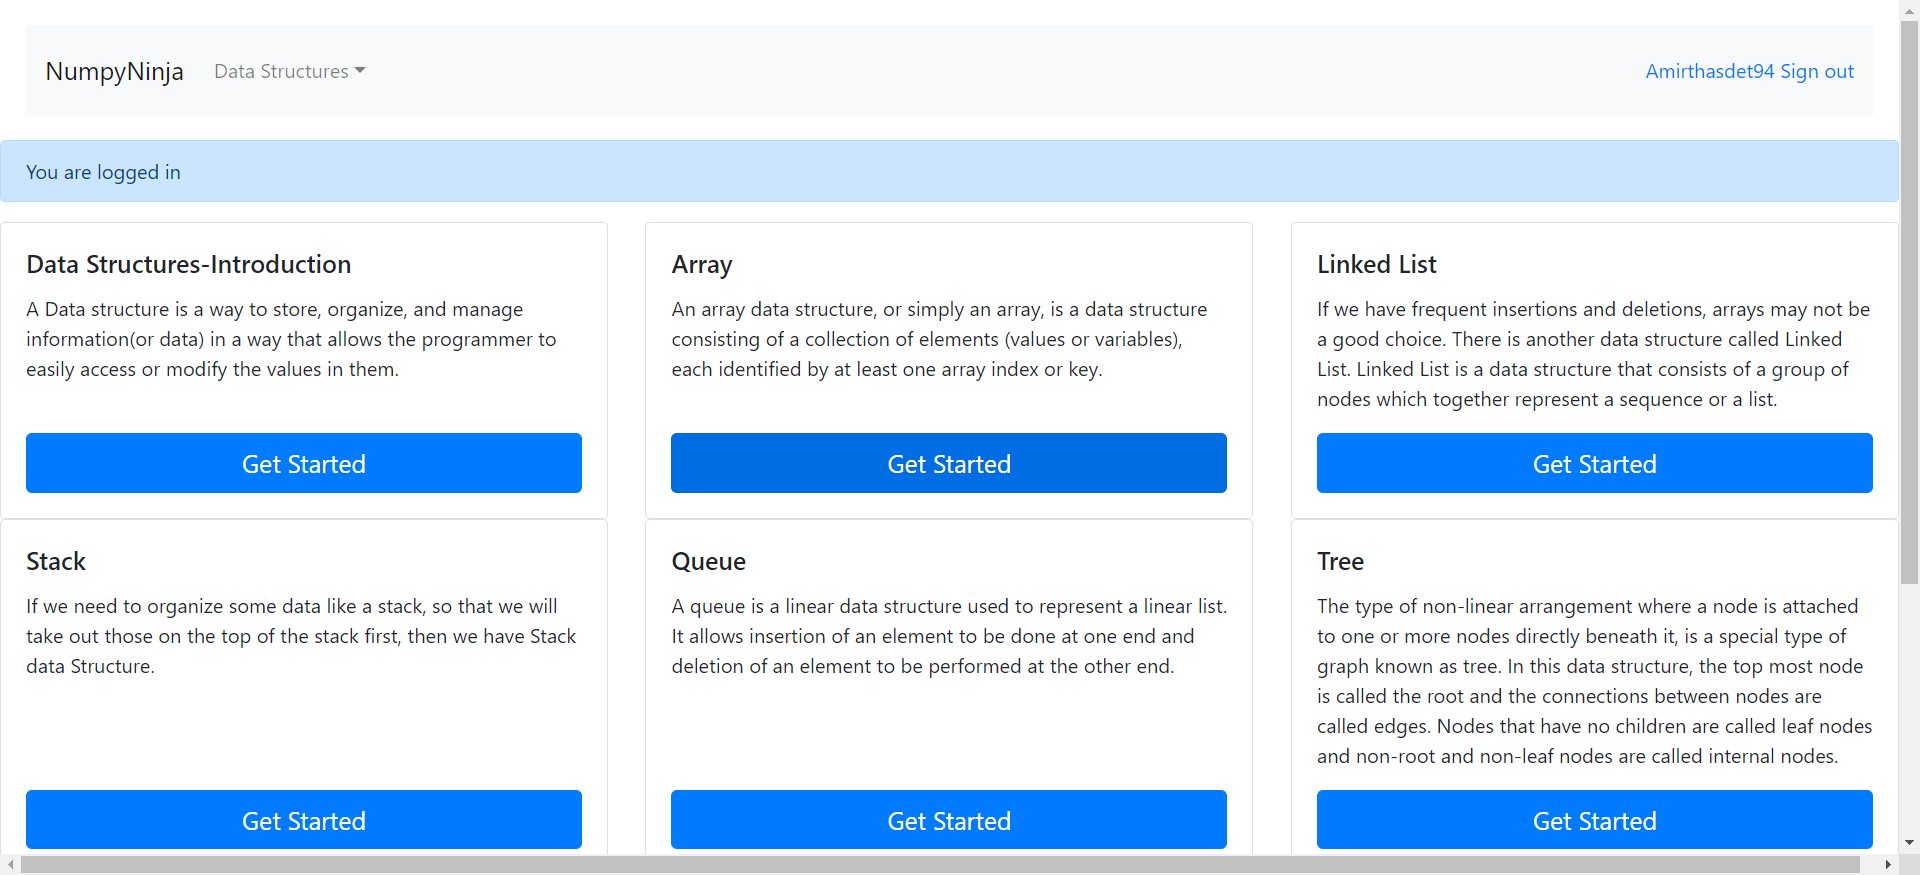 NumpyNinja
Data Structures
Amirthasdet94 Sign out
You are logged in
Data Structures-Introduction
A Data structure is a way to store, organize, and manage
information(or data) in a way that allows the programmer to
easily access or modify the values in them.
Get Started
Array
An array data structure, or simply an array, is a data structure
consisting of a collection of elements (values or variables),
each identified by at least one array index or key.
Get Started
Linked List
If we have frequent insertions and deletions, arrays may not be
a good choice. There is another data structure called Linked
List. Linked List is a data structure that consists of a group of
nodes which together represent a sequence or a list.
Get Started
Stack
If we need to organize some data like a stack, so that we will
take out those on the top of the stack first, then we have Stack
data Structure.
Get Started
Queue
A queue is a linear data structure used to represent a linear list.
It allows insertion of an element to be done at one end and
deletion of an element to be performed at the other end.
Get Started
Tree
The type of non-linear arrangement where a node is attached
to one or more nodes directly beneath it, is a special type of
graph known as tree. In this data structure, the top most node
is called the root and the connections between nodes are
called edges. Nodes that have no children are called leaf nodes
and non-root and non-leaf nodes are called internal nodes.
Get Started